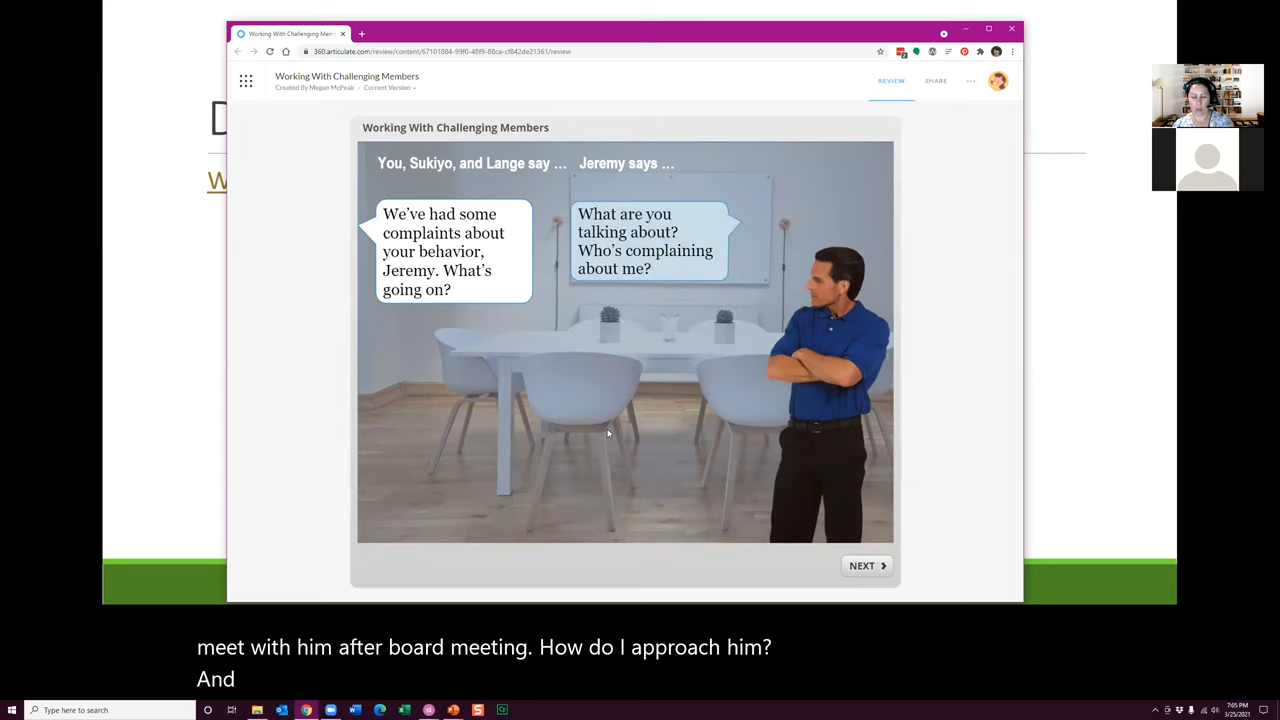 Working With Challenging Mem
360.articulate.com/review/content/67101884-99f0-48f9-88ca-cf842de21361/review
Working With Challenging Members
Created By Megan McPeak • Current Version
REVIEW
SHARE
D
W
Working With Challenging Members
You, Sukiyo, and Lange say … Jeremy says …
We’ve had some
complaints about
your behavior,
Jeremy. What’s
going on?
What are you
talking about?
Who’s complaining
about me?
NEXT
meet with him after board meeting. How do I approach him?
And
Type here to search
7:05 PM
3/25/2021